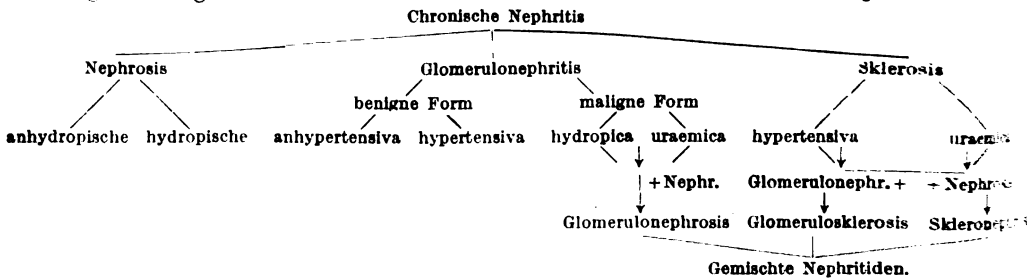 Chronische Nephritis
Nephrosis Glomerulonephritis Sklerosis
benigne Form maligne Form
anhydropische hydropische anhypertensiva hypertensiva hydropica uraemica hypertensiva
+ Nephr. Glomerulonephr. +
Glomerulonephrosis Glomerulosklerosis
Gemischte Nephritiden.